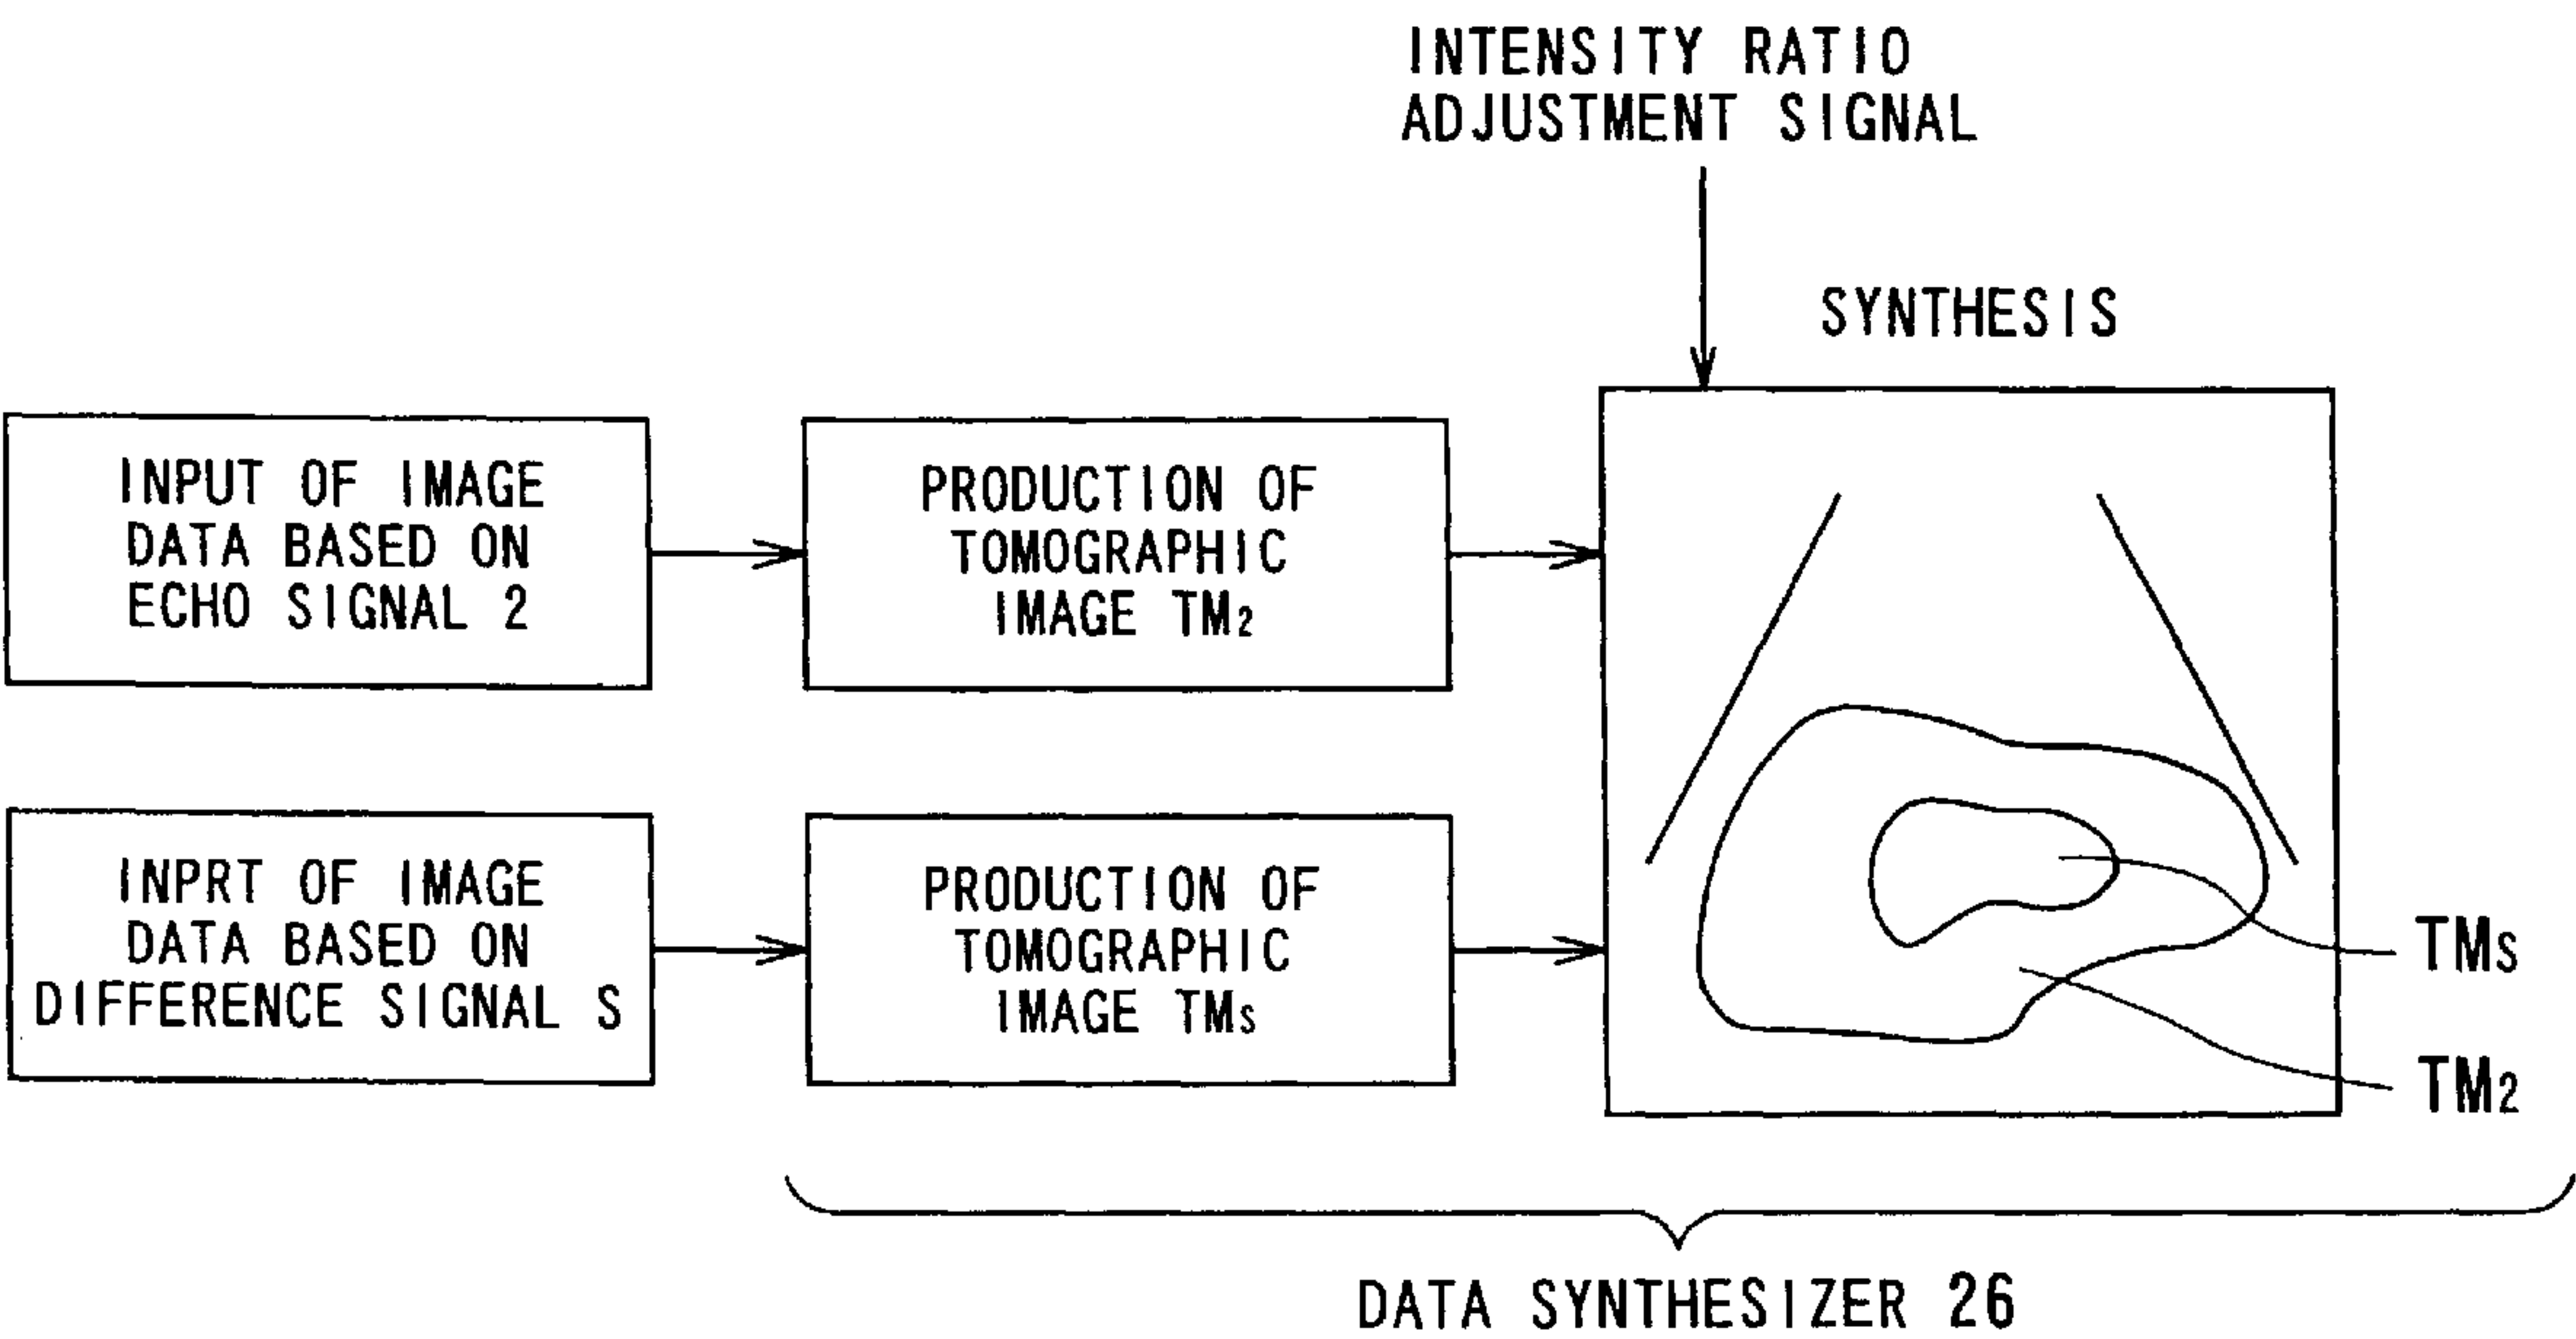 INTENSITY RATIO
ADJUSTMENT SIGNAL
SYNTHESIS
INPUT OF IMAGE
DATA BASED ON
ECHO SIGNAL 2
PRODUCTION OF
TOMOGRAPHIC
IMAGE TM2
INPRT OF IMAGE
DATA BASED ON
DIFFERENCE SIGNAL S
PRODUCTION OF
TOMOGRAPHIC
IMAGE TMs
TMs
TM2
DATA SYNTHESIZER 26